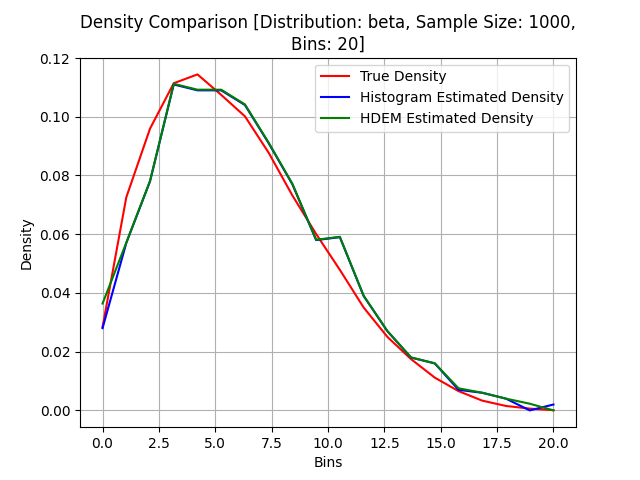 Density Comparison [Distribution: beta, Sample Size: 1000,
Bins: 20]
True Density
Histogram Estimated Density
HDEM Estimated Density
0.12
0.10
0.08
0.06
0.04
0.02
0.00
Density
0.0 2.5 5.0 7.5 10.0 12.5 15.0 17.5 20.0
Bins